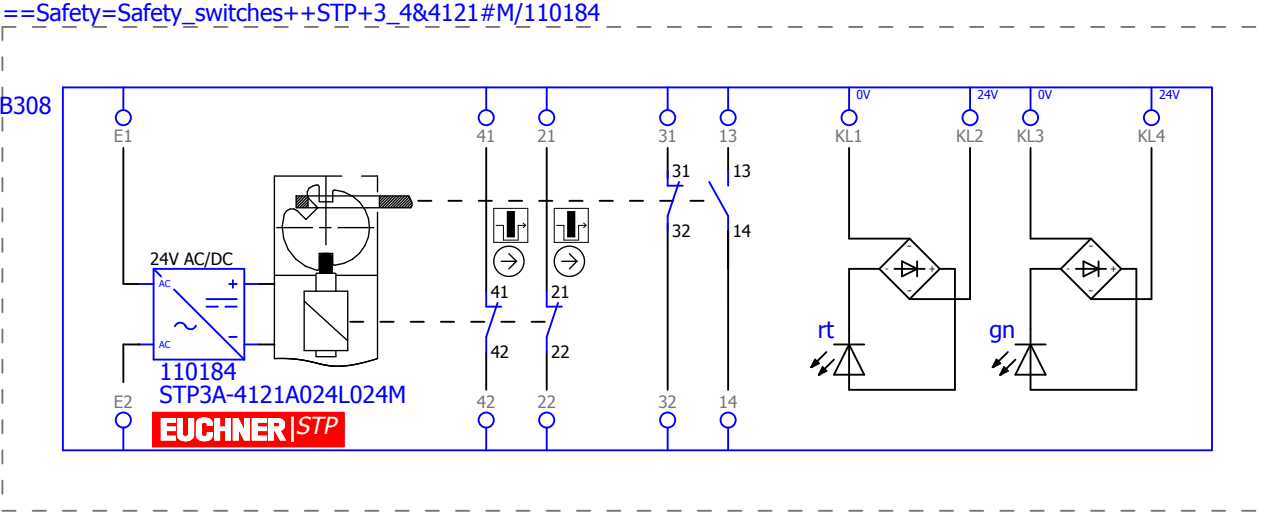 ==Safety=Safety_switches++STP+3_4&4121#M/110184
B308
0V 24V 0V 24V
E1 41 21 31 13 KL1 KL2 KL3 KL4
31 13
32 14
24V AC/DC
AC +
41 21
- + - +
~ ~
~ ~
AC −
rt gn
42 22
110184
STP3A-4121A024L024M
E2 42 22 32 14
EUCHNER|STP